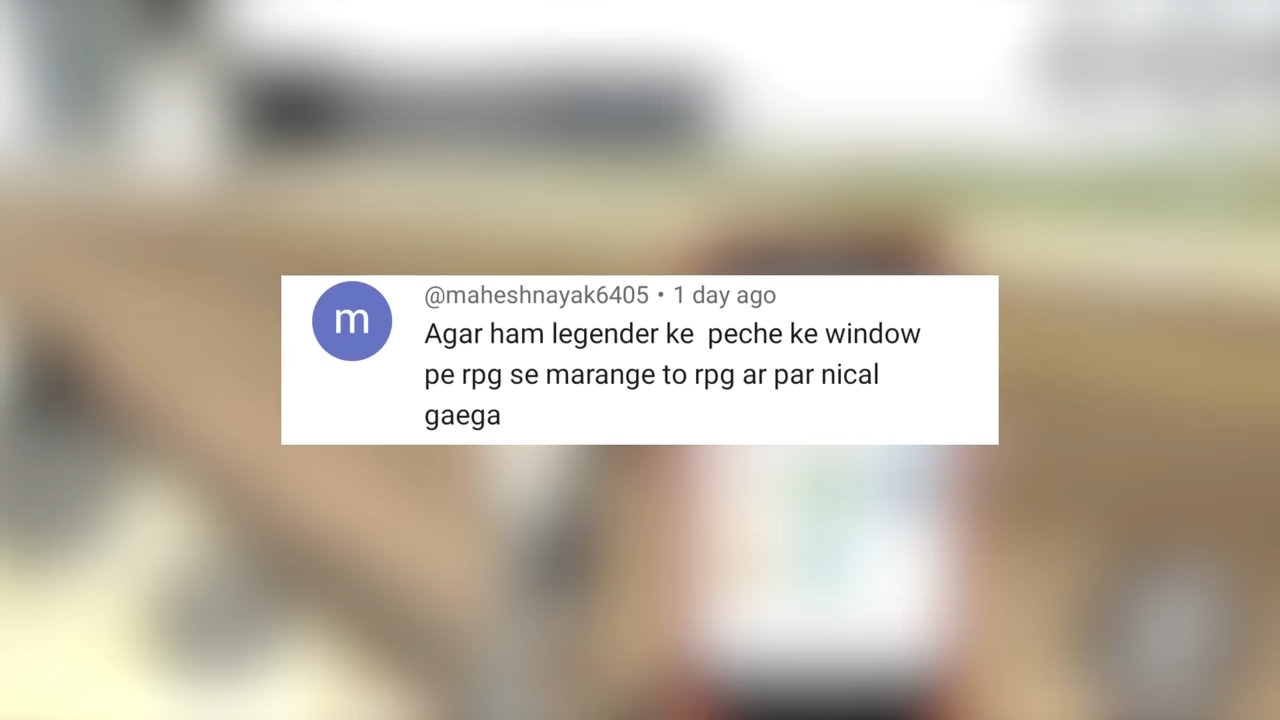 m
@maheshnayak6405 • 1 day ago
Agar ham legender ke  peche ke window
pe rpg se marange to rpg ar par nical
gaega